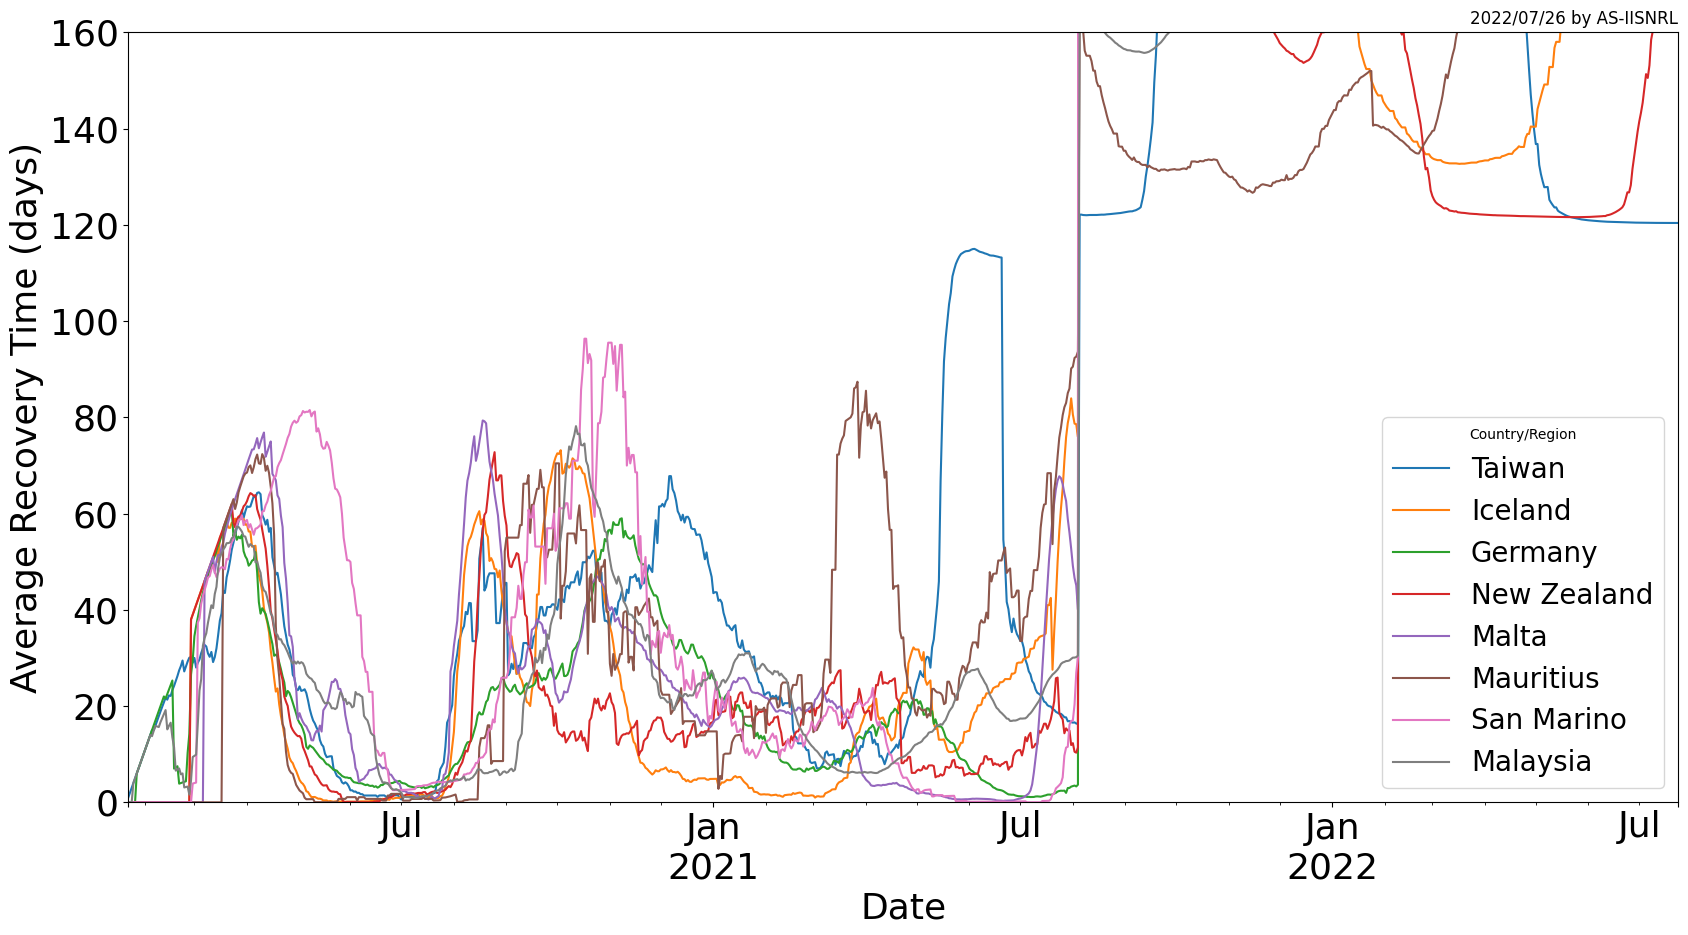 2022/07/26 by AS-IISNRL
160
140
120
100
80
60
40
20
0
Average Recovery Time (days)
Country/Region
Taiwan
Iceland
Germany
New Zealand
Malta
Mauritius
San Marino
Malaysia
Jul
Jan
2021
Jul
Jan
2022
Jul
Date